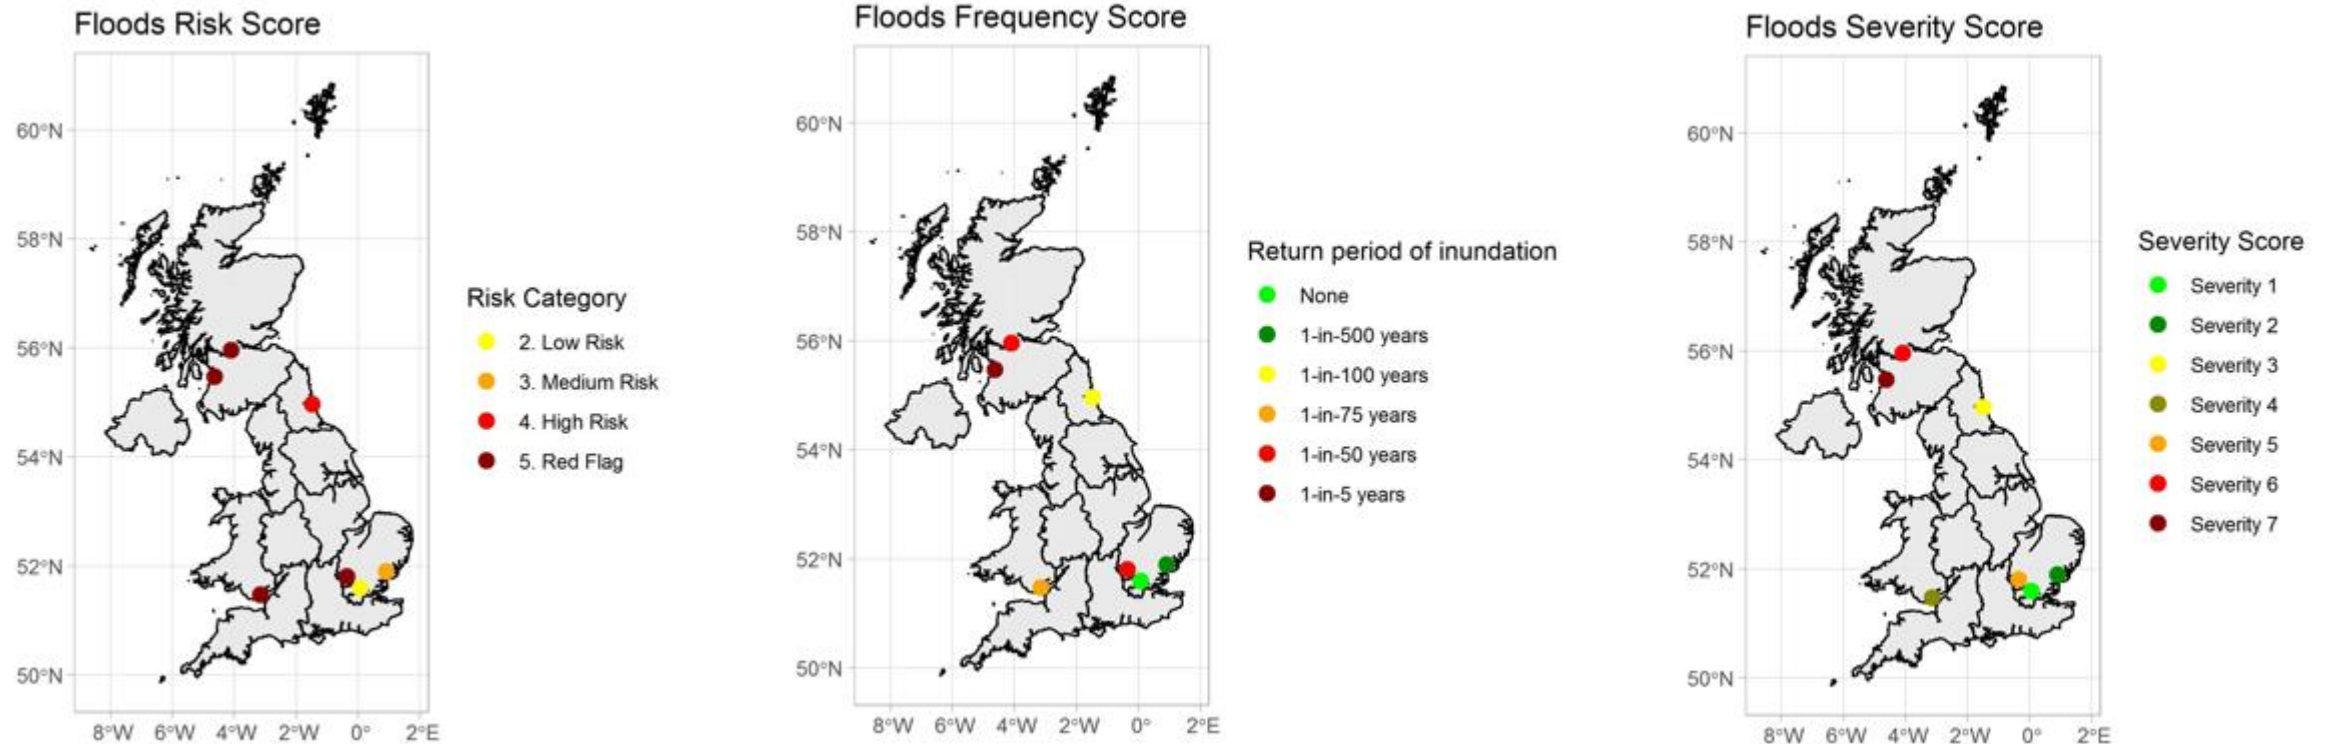 Floods Risk Score
60°N
58°N
56°N
54°N
52°N
50°N
8°W 6°W 4°W 2°W 0° 2°E
Risk Category
2. Low Risk
3. Medium Risk
4. High Risk
5. Red Flag
Floods Frequency Score
60°N
58°N
56°N
54°N
52°N
50°N
8°W 6°W 4°W 2°W 0° 2°E
Return period of inundation
None
1-in-500 years
1-in-100 years
1-in-75 years
1-in-50 years
1-in-5 years
Floods Severity Score
60°N
58°N
56°N
54°N
52°N
50°N
8°W 6°W 4°W 2°W 0° 2°E
Severity Score
Severity 1
Severity 2
Severity 3
Severity 4
Severity 5
Severity 6
Severity 7